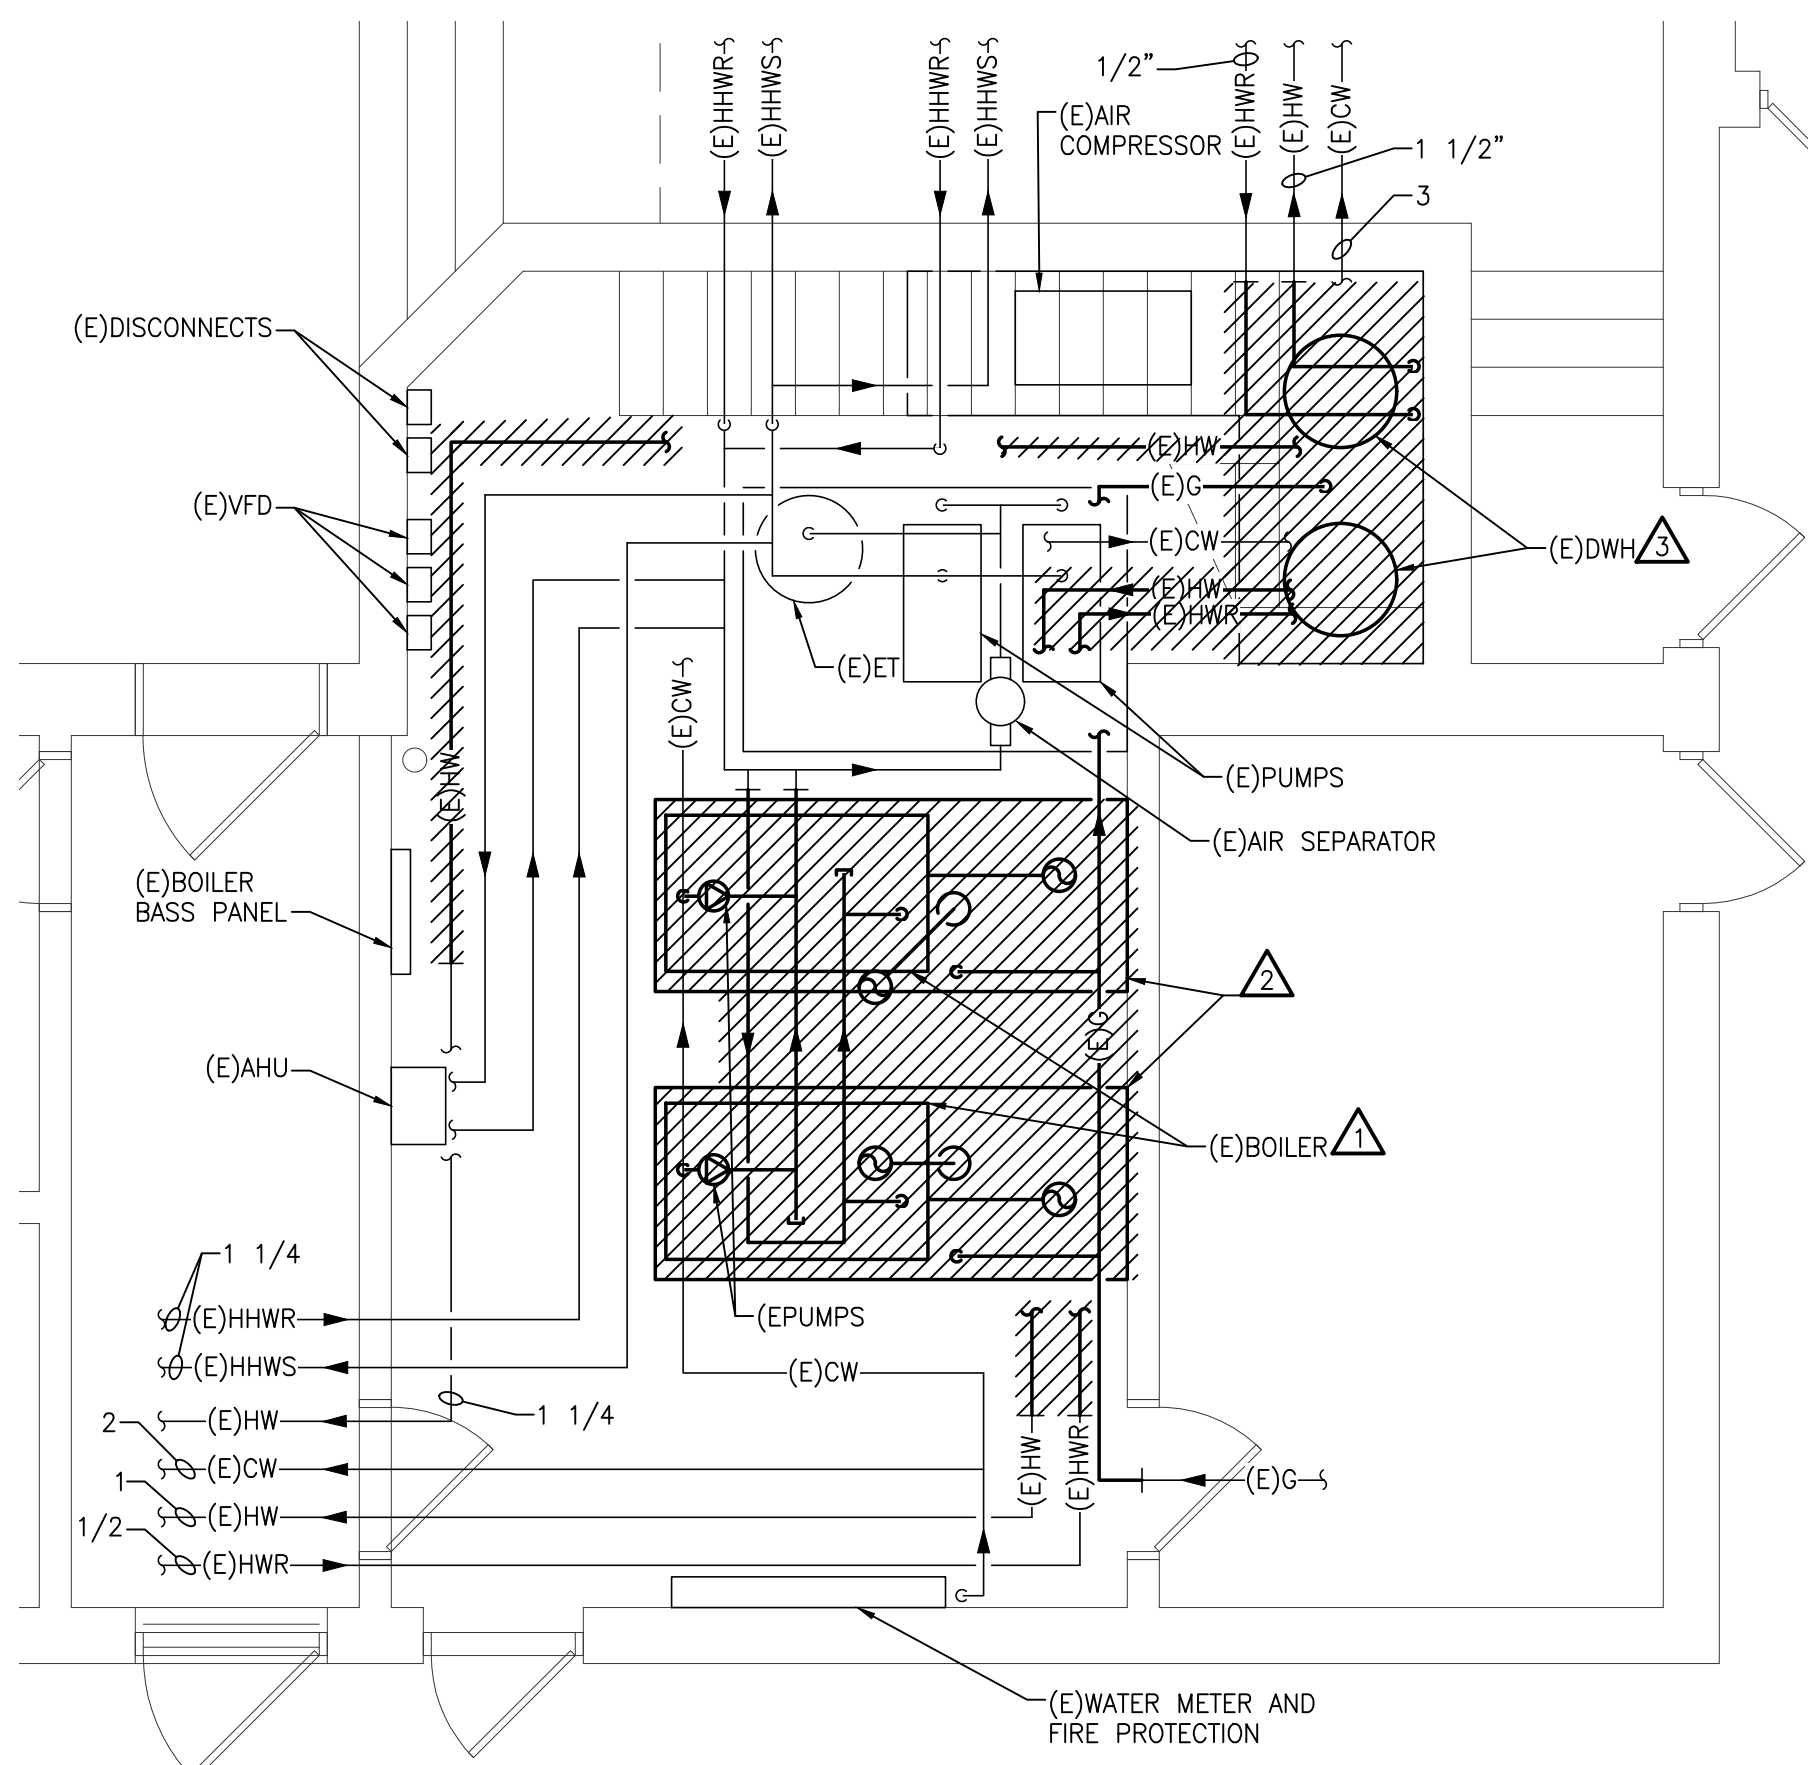 (E)HHWR
(E)HHWS
(E)HHWR
(E)HHWS
1/2"
(E)AIR
COMPRESSOR
(E)HWR
(E)HW
(E)CW
1 1/2"
3
(E)DISCONNECTS
(E)HW
(E)VFD
(E)G
(E)CW
(E)DWH
3
(E)HW
(E)HWR
(E)ET
(E)CW
(E)HW
(E)PUMPS
(E)AIR SEPARATOR
(E)BOILER
BASS PANEL
2
(E)G
(E)AHU
(E)BOILER
1
1 1/4
(E)HHWR
(EPUMPS
(E)HHWS
(E)CW
1 1/4
2
(E)HW
(E)CW
1
(E)HW
1/2
(E)HWR
(E)HW
(E)HWR
(E)G
(E)WATER METER AND
FIRE PROTECTION